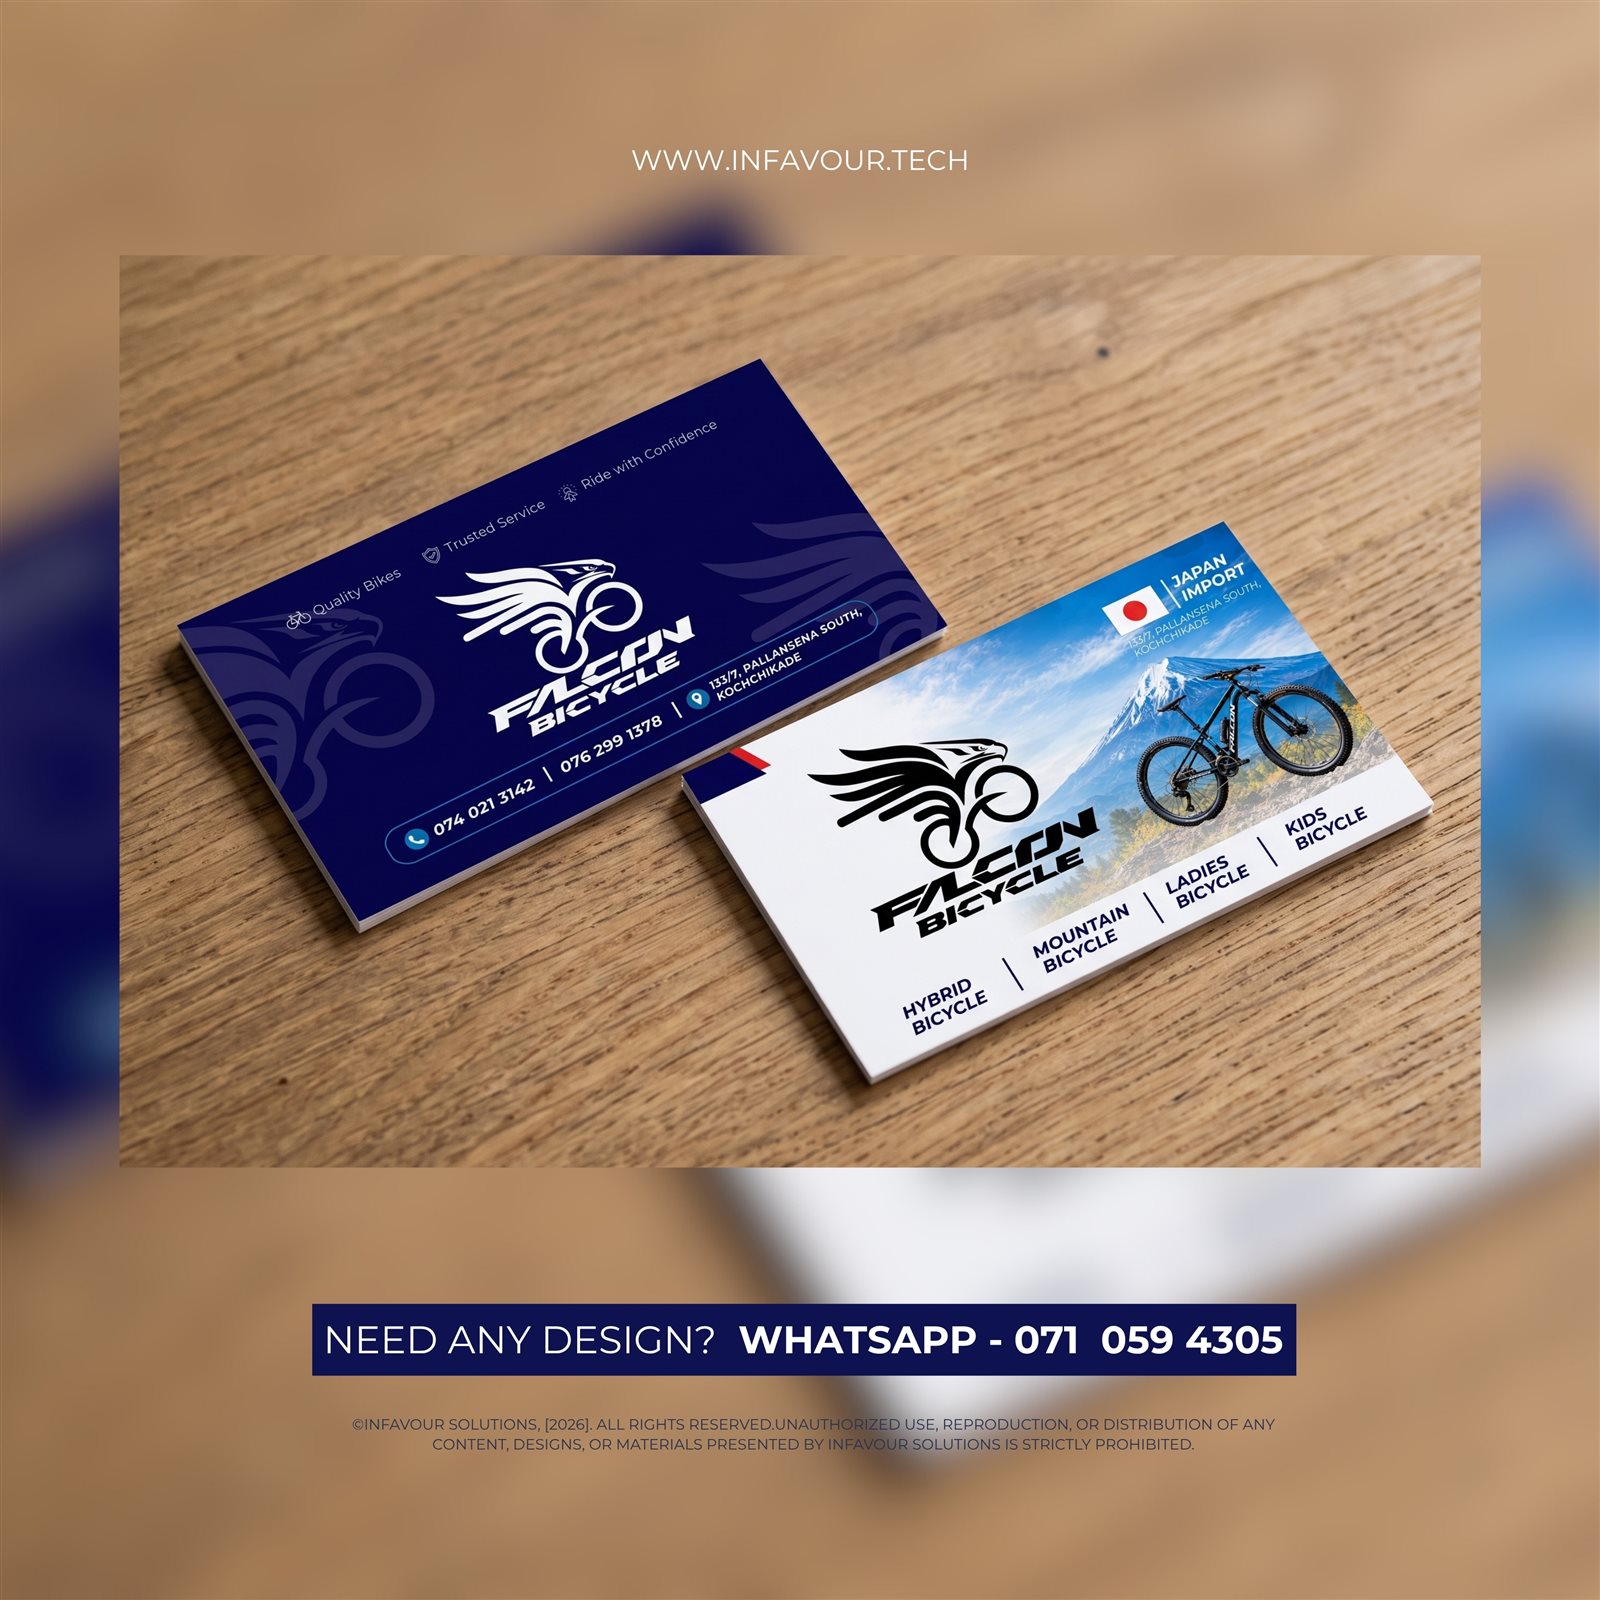 WWW.INFAVOUR.TECH
Quality Bikes
Trusted Service
Ride with Confidence
FALCON
BICYCLE
074 021 3142 | 076 299 1378 |
133/7, PALLANSENA SOUTH,
KOCHCHIKADE
JAPAN
IMPORT
133/7, PALLANSENA SOUTH,
KOCHCHIKADE
FALCON
FALCON
BICYCLE
HYBRID
BICYCLE
MOUNTAIN
BICYCLE
LADIES
BICYCLE
KIDS
BICYCLE
NEED ANY DESIGN? WHATSAPP - 071 059 4305
©INFAVOUR SOLUTIONS, [2026]. ALL RIGHTS RESERVED.UNAUTHORIZED USE, REPRODUCTION, OR DISTRIBUTION OF ANY
CONTENT, DESIGNS, OR MATERIALS PRESENTED BY INFAVOUR SOLUTIONS IS STRICTLY PROHIBITED.